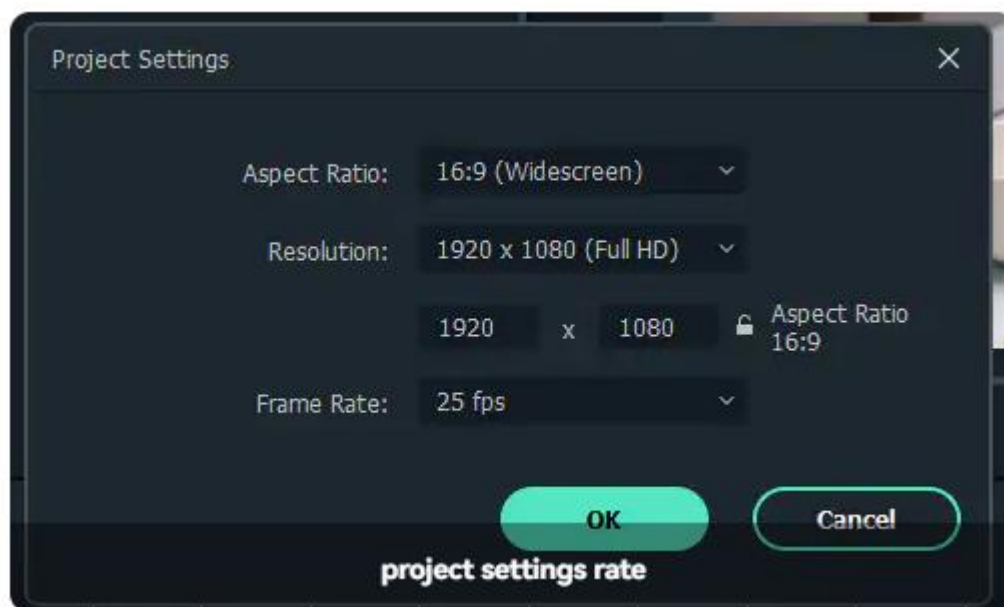 Project Settings
Aspect Ratio: 16:9 (Widescreen)
Resolution: 1920 x 1080 (Full HD)
1920 x 1080 Aspect Ratio
16:9
Frame Rate: 25 fps
OK Cancel
project settings rate